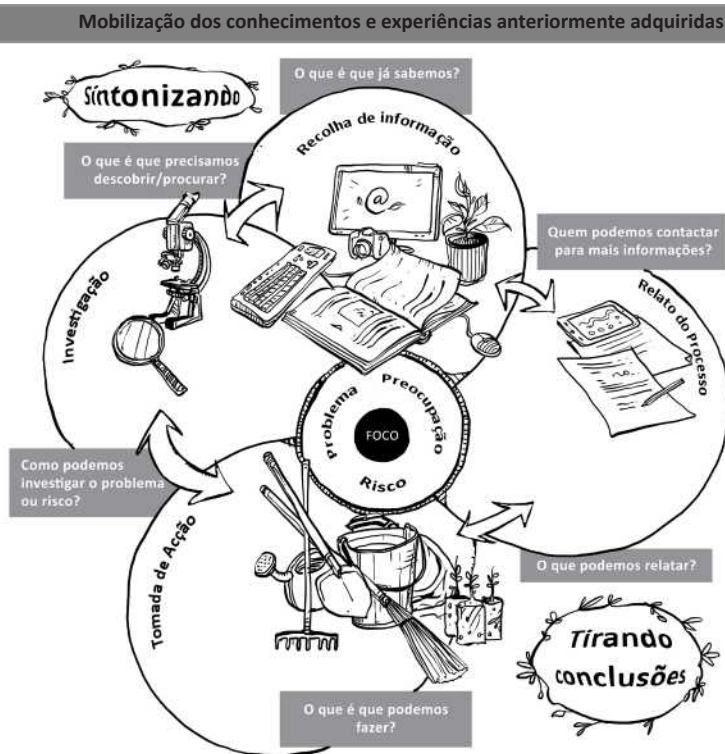 Mobilização dos conhecimentos e experiências anteriormente adquiridas
Sintonizando
O que é que já sabemos?
Recolha de informação
O que é que precisamos
descobrir/procurar?
@
Quem podemos contactar
para mais informações?
Investigação
Relato do Processo
Problema
Preocupação
FOCO
Risco
Como podemos
investigar o problema
ou risco?
Tomada de Acção
O que podemos relatar?
Tirando
conclusões
O que é que podemos
fazer?